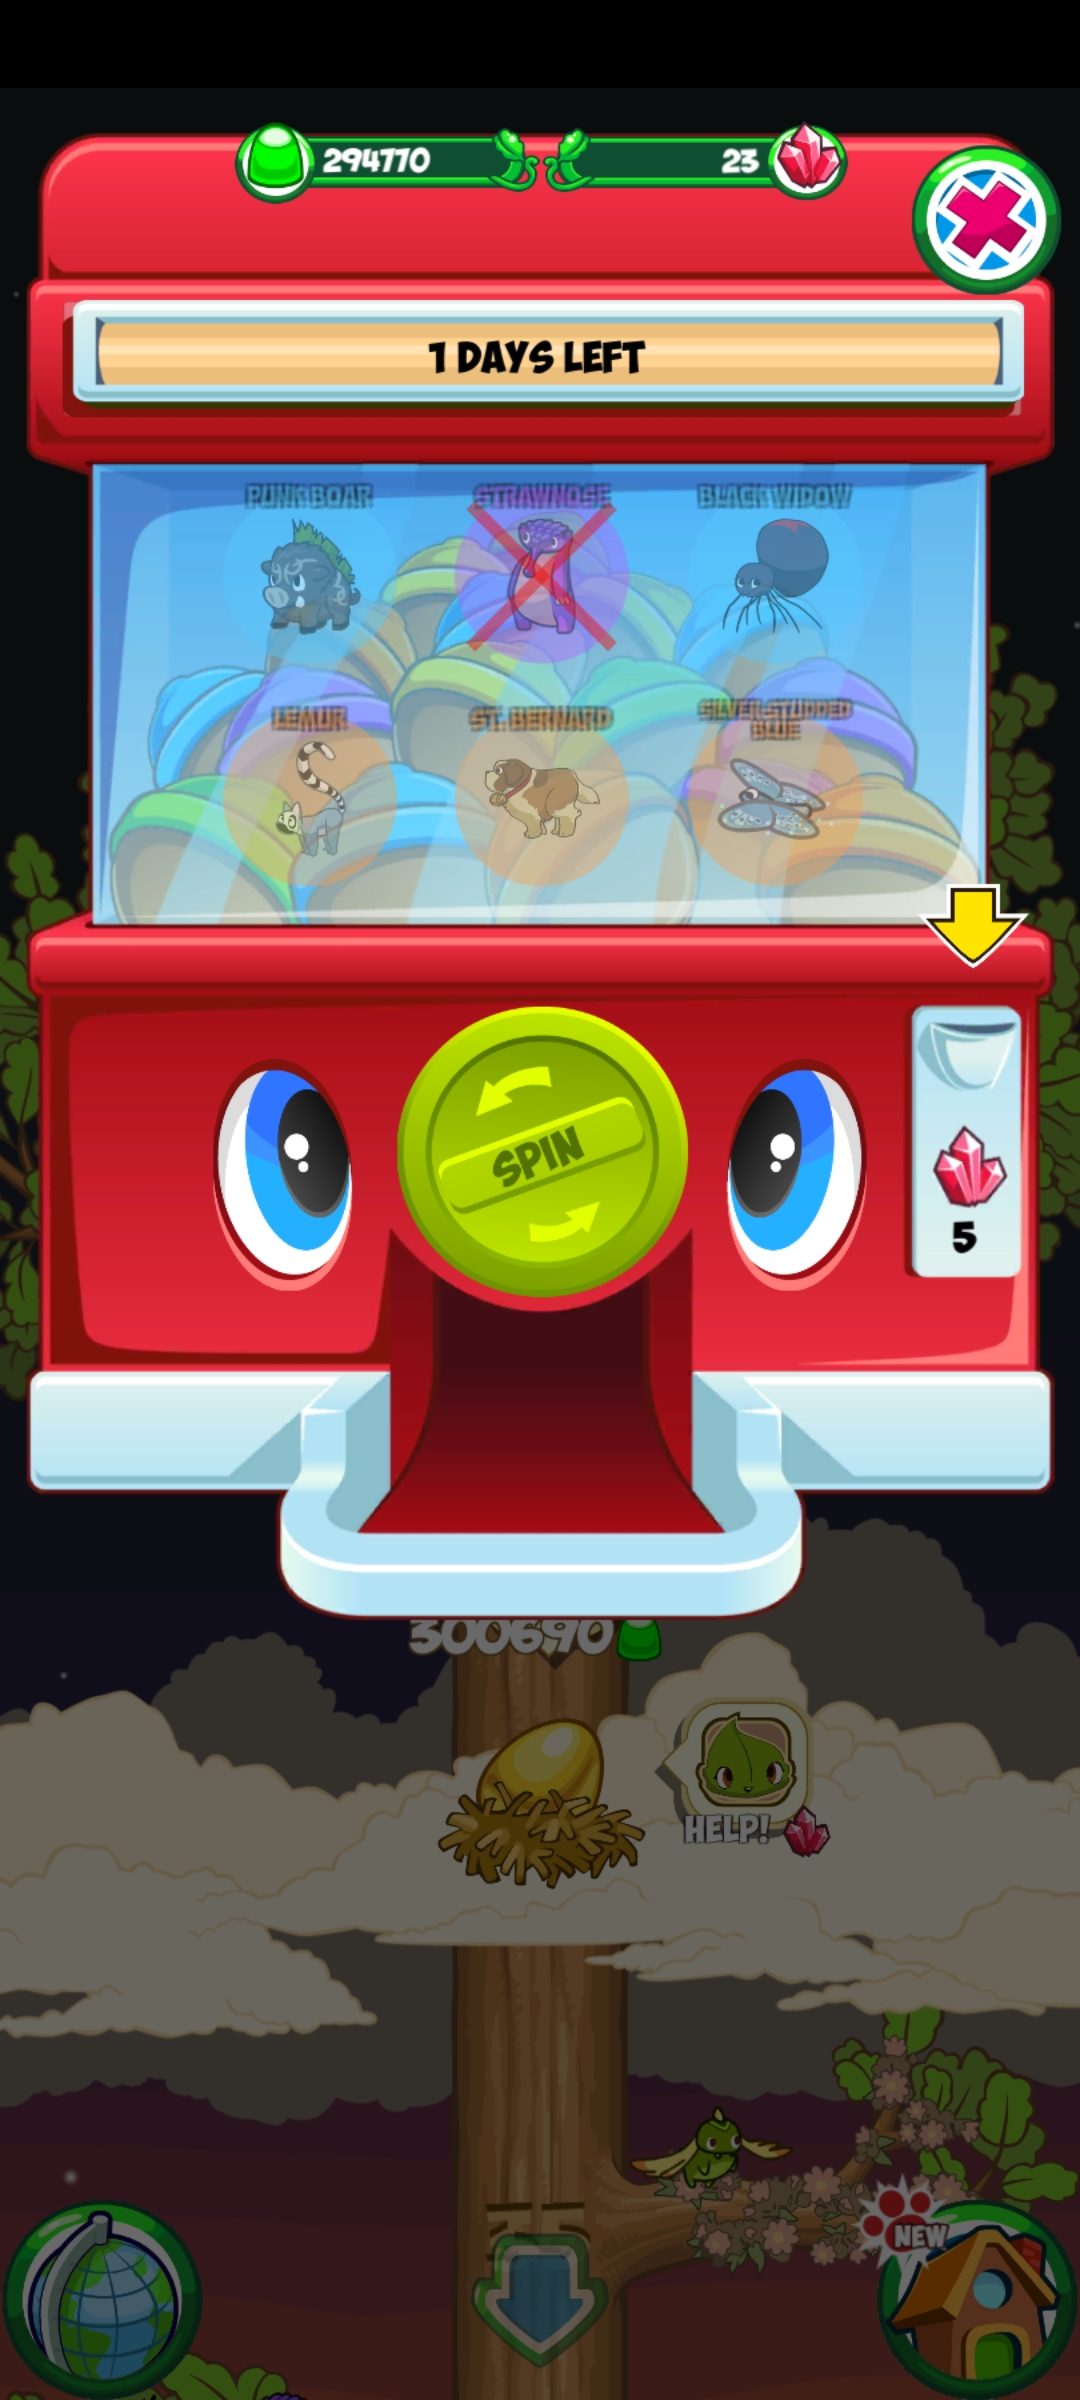 294770
23
1 DAYS LEFT
PUNK BOAR
STRAWNOSE
BLACK WIDOW
LEMUR
ST. BERNARD
SILVER STUDDED
BLUE
SPIN
5
300690
HELP!
NEW